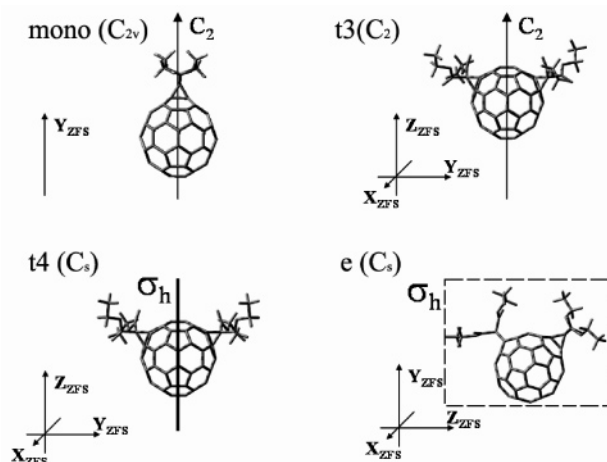 mono (C2v)
C2
YZFS
t3(C2)
C2
ZZFS
YZFS
XZFS
t4 (Cs)
σh
ZZFS
YZFS
XZFS
e (Cs)
σh
YZFS
ZZFS
XZFS